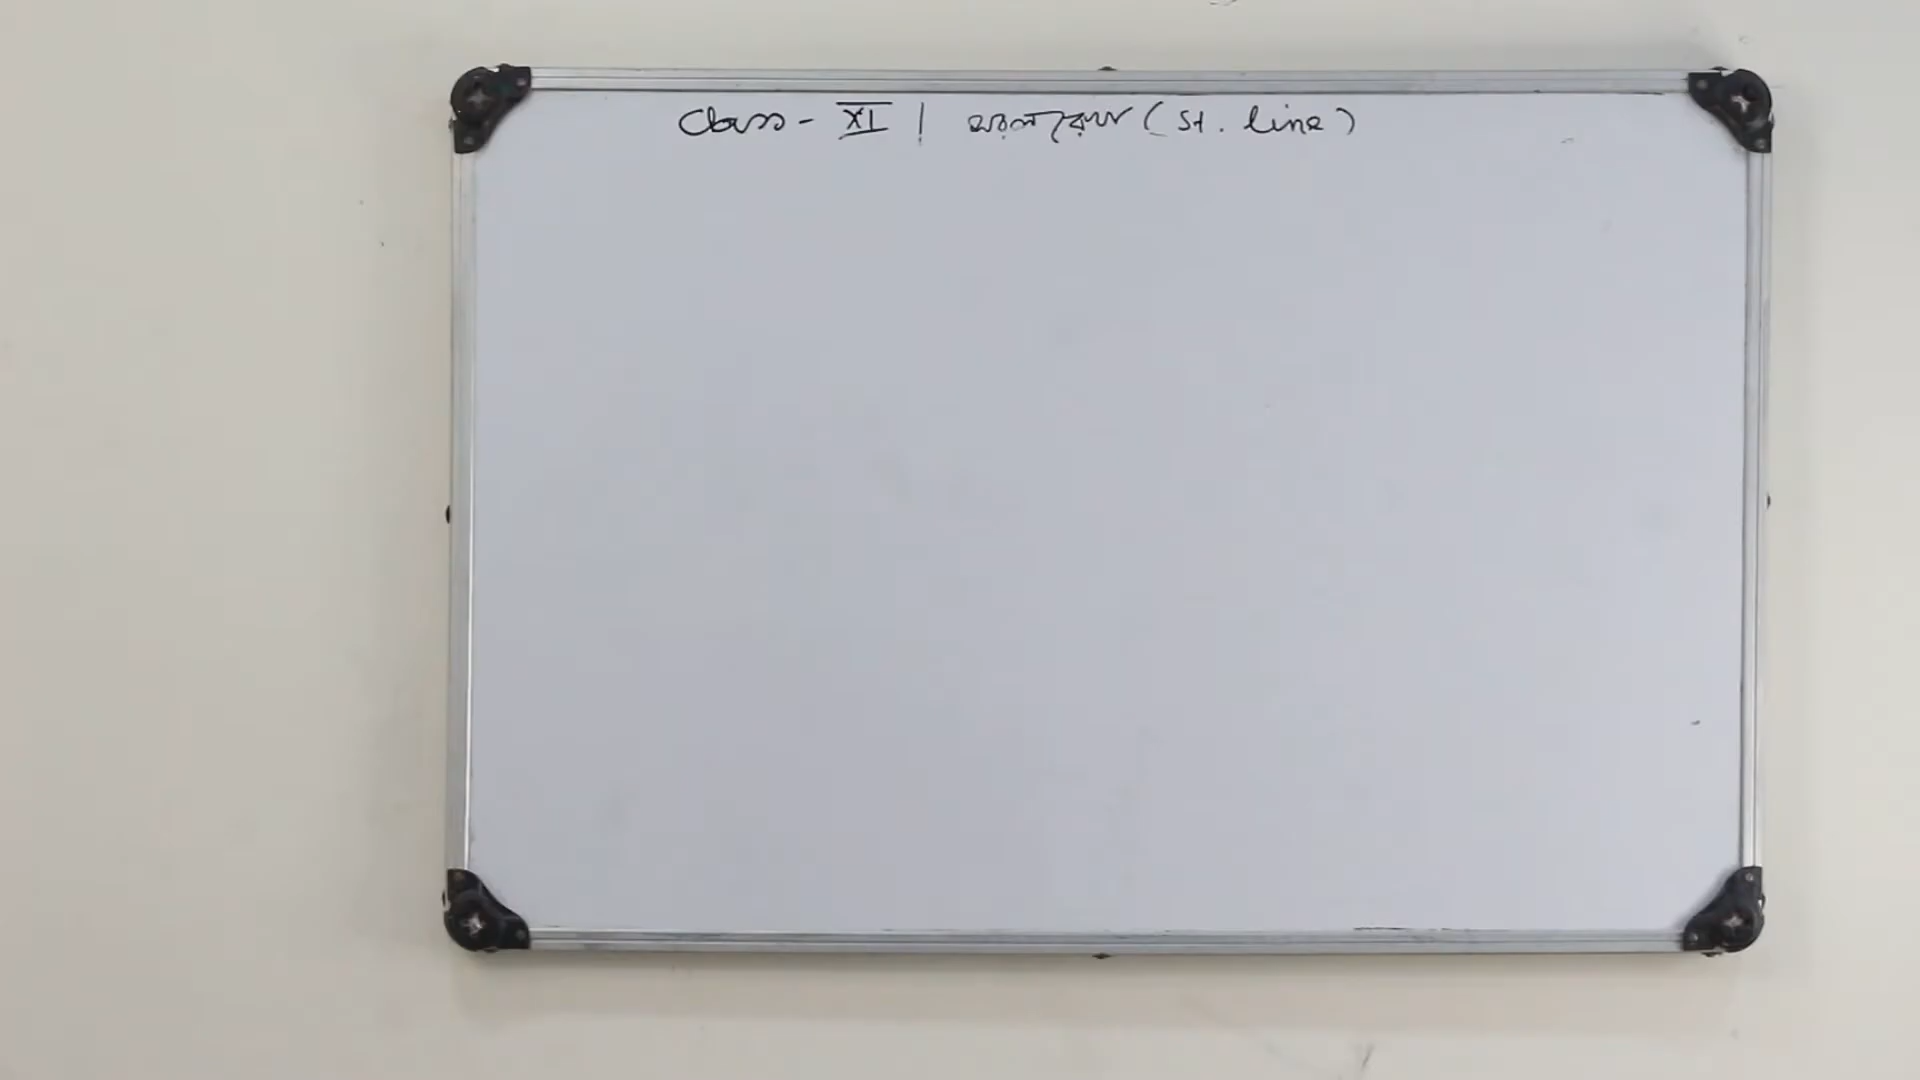 Class - XI | সরলরেখা (St. line)